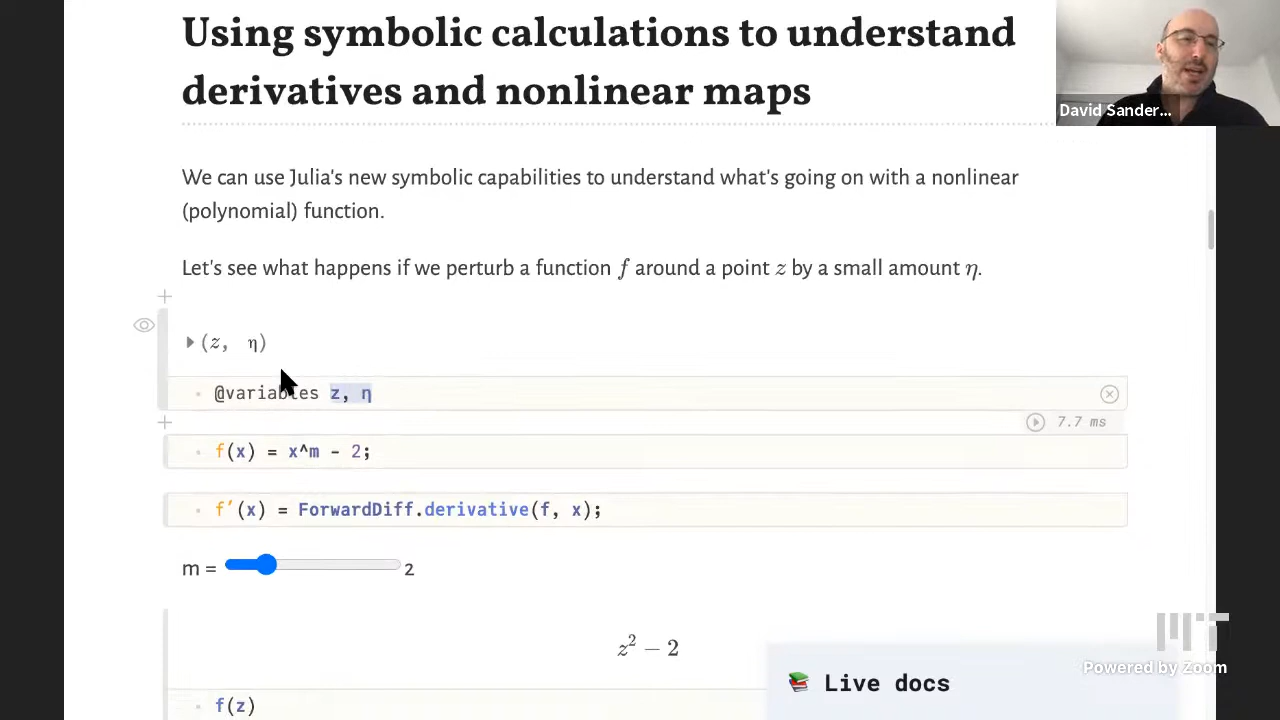 Using symbolic calculations to understand
derivatives and nonlinear maps
David Sander...
We can use Julia's new symbolic capabilities to understand what's going on with a nonlinear
(polynomial) function.
Let's see what happens if we perturb a function f around a point z by a small amount η.
(z, η)
@variables z, η
7.7 ms
f(x) = x^m - 2;
f′(x) = ForwardDiff.derivative(f, x);
m = 2
z² − 2
f(z)
Live docs
MIT
Powered by Zoom